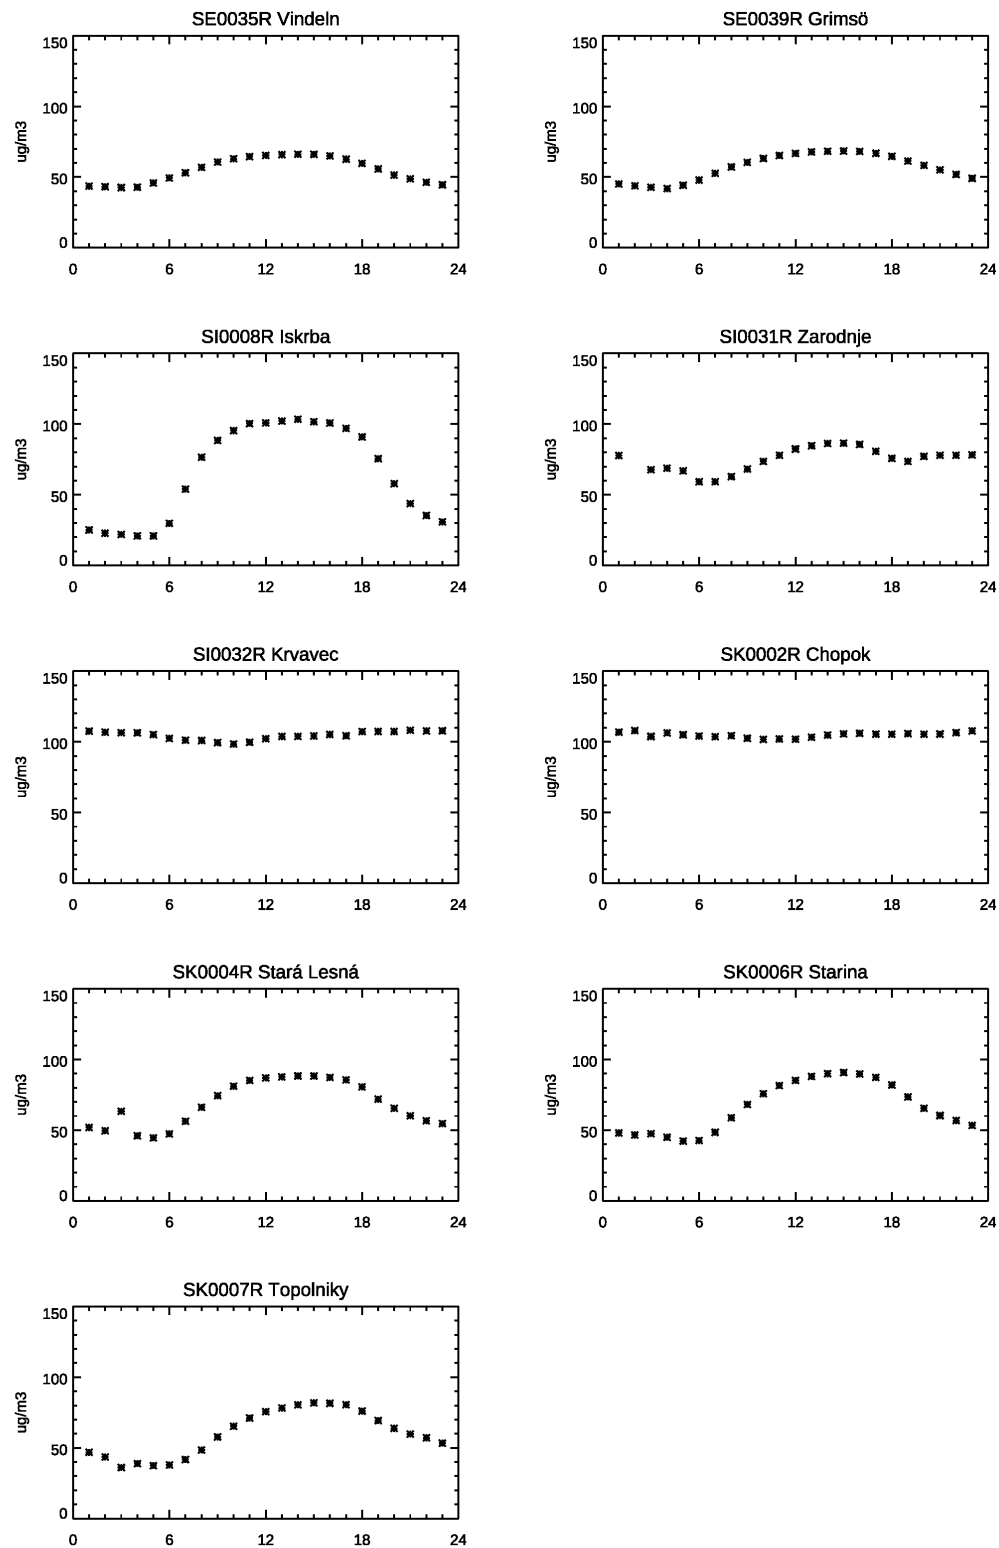 SE0035R Vindeln
SE0039R Grimsö
150
100
50
0
ug/m3
0 6 12 18 24
150
100
50
0
ug/m3
0 6 12 18 24
SI0008R Iskrba
SI0031R Zarodnje
150
100
50
0
ug/m3
0 6 12 18 24
150
100
50
0
ug/m3
0 6 12 18 24
SI0032R Krvavec
SK0002R Chopok
150
100
50
0
ug/m3
0 6 12 18 24
150
100
50
0
ug/m3
0 6 12 18 24
SK0004R Stará Lesná
SK0006R Starina
150
100
50
0
ug/m3
0 6 12 18 24
150
100
50
0
ug/m3
0 6 12 18 24
SK0007R Topolniky
150
100
50
0
ug/m3
0 6 12 18 24